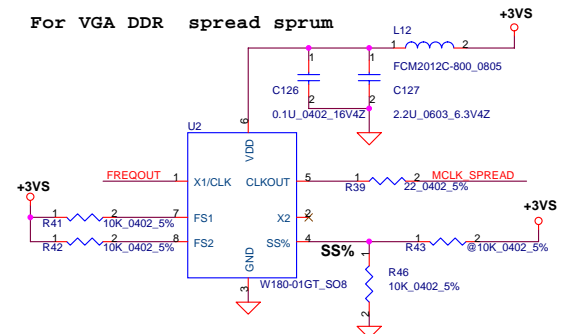 For VGA DDR spread sprum
+3VS
L12
1 2
FCM2012C-800_0805
1 1
C126 C127
2 2
0.1U_0402_16V4Z 2.2U_0603_6.3V4Z
6
U2
VDD
FREQOUT 1 X1/CLK CLKOUT 5 1 2 MCLK_SPREAD
R39 22_0402_5%
+3VS
+3VS
1 2 7 FS1 X2 2
R41 10K_0402_5%
1 2 8 FS2 SS% 4 1 2
R42 10K_0402_5% SS% R43 @10K_0402_5%
GND
1
R46
10K_0402_5%
3
W180-01GT_SO8
2